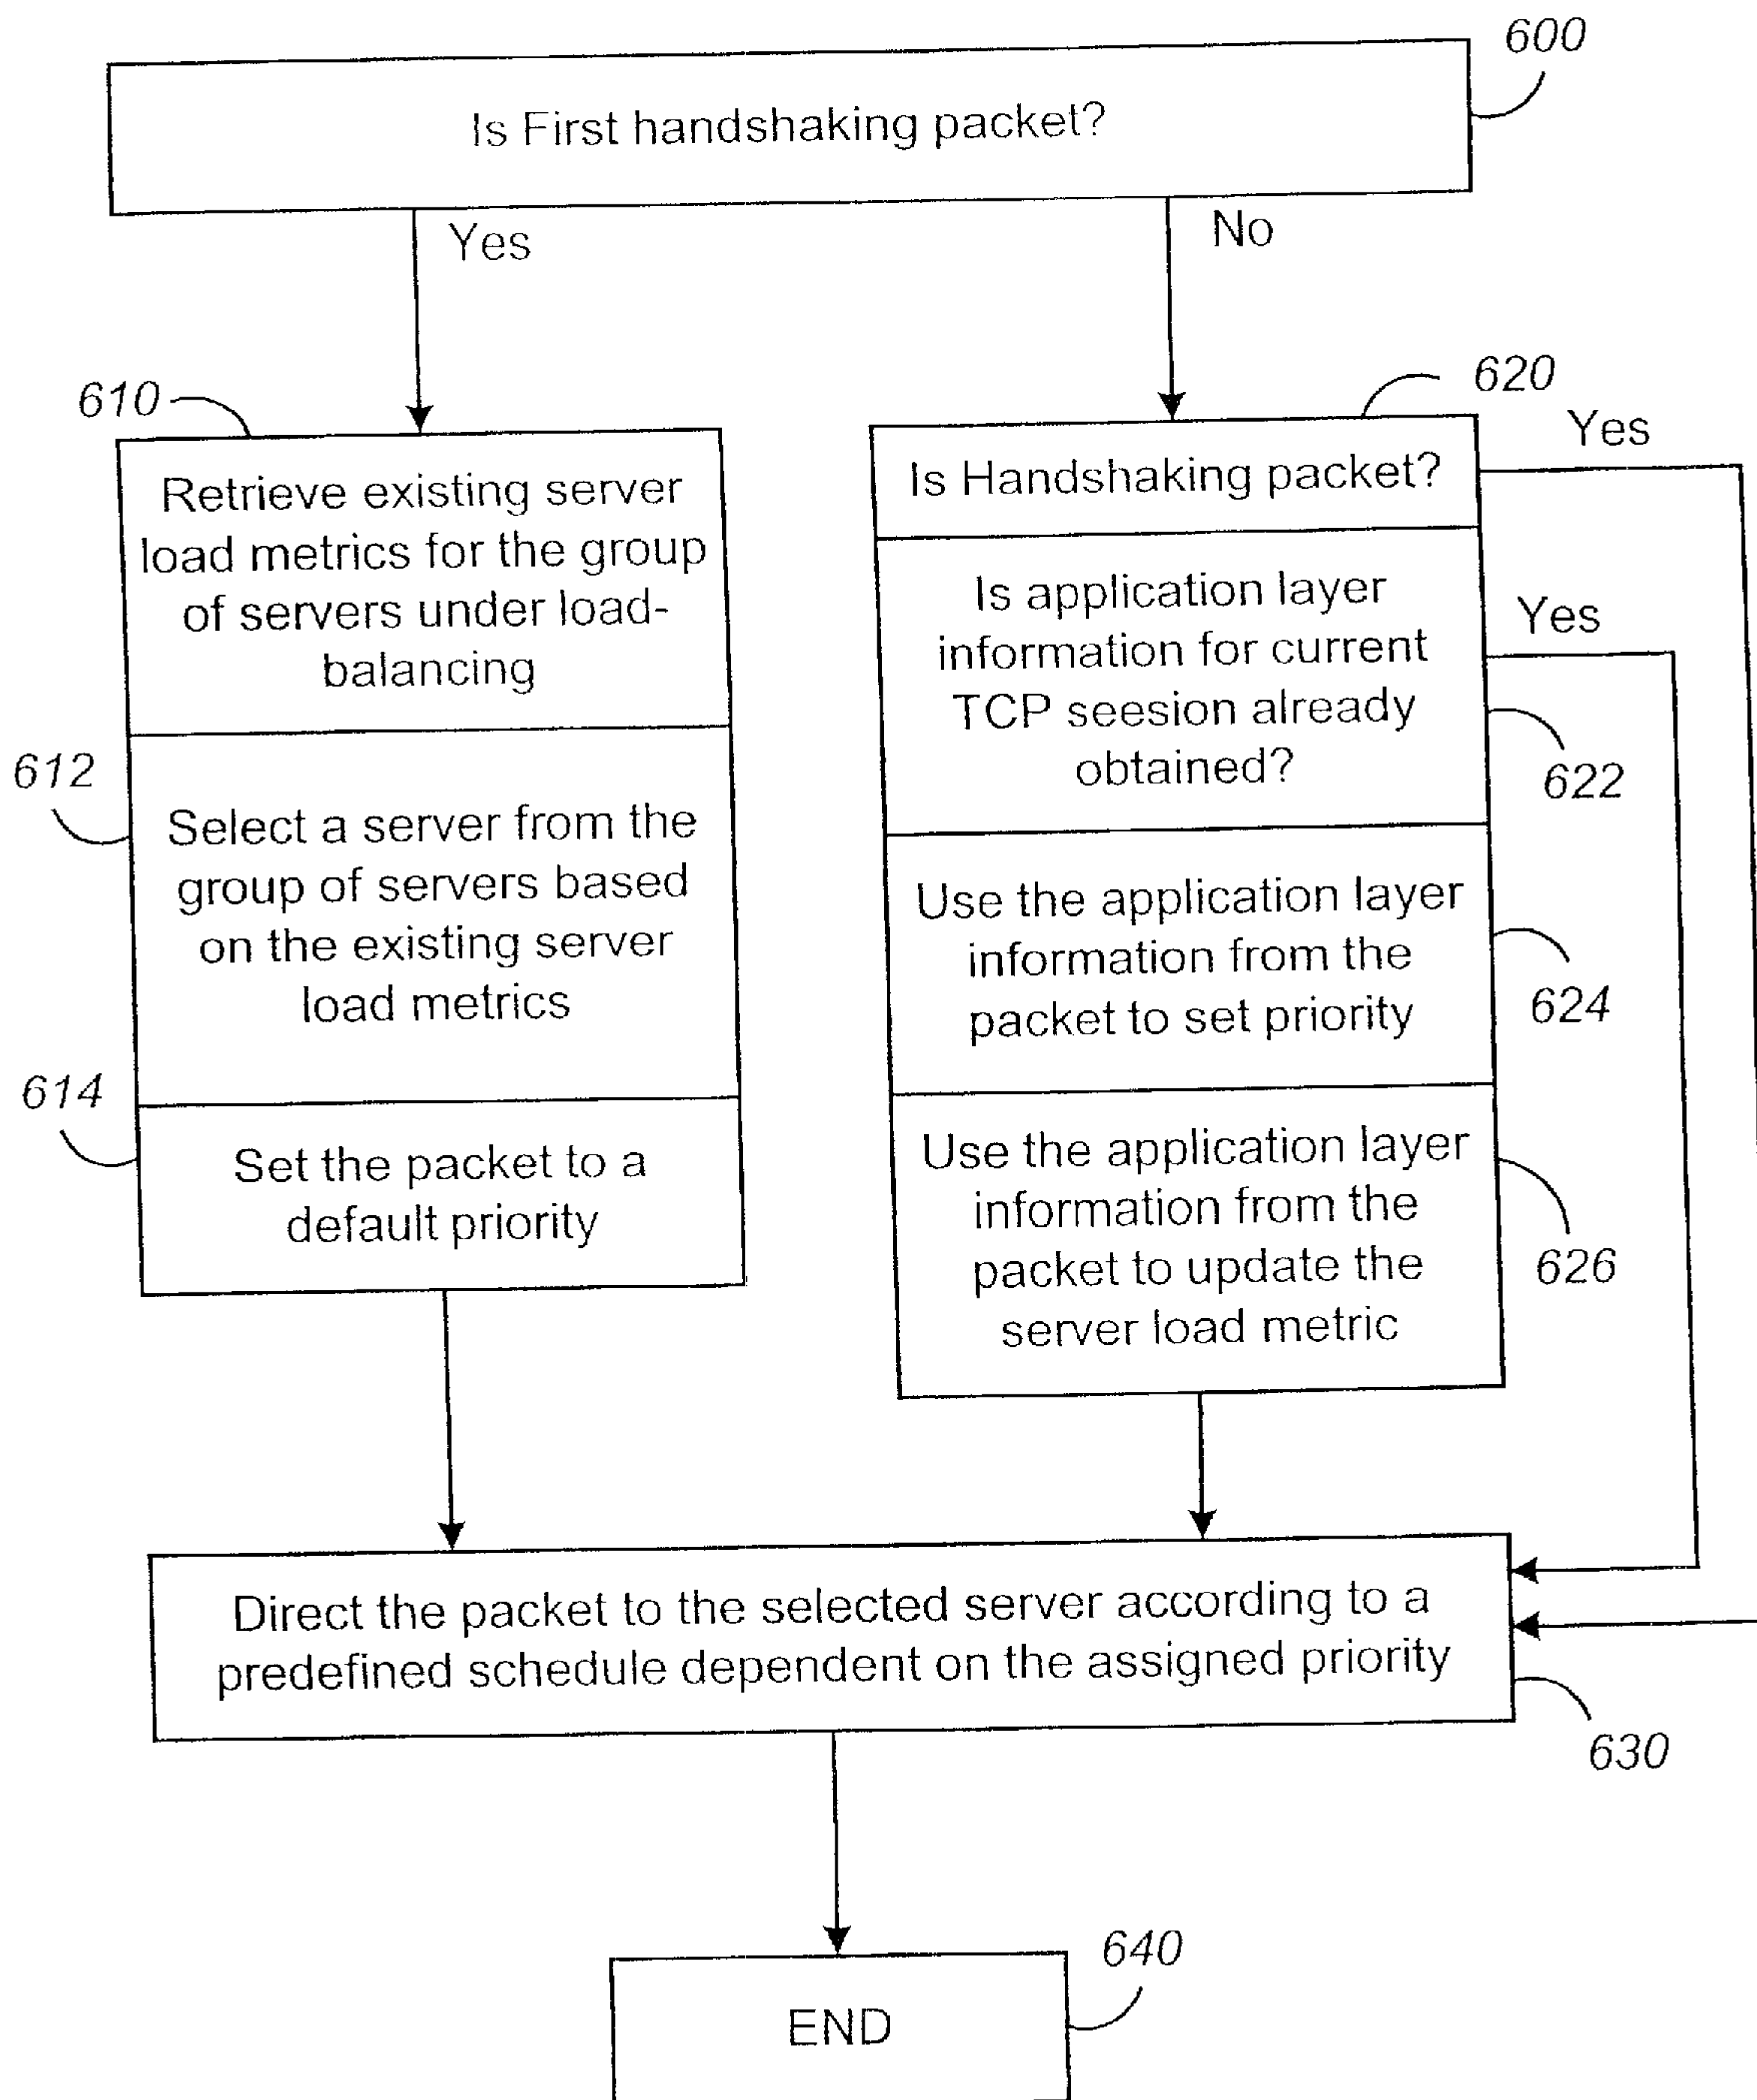 600
Is First handshaking packet?
Yes
No
610
620
Yes
Retrieve existing server
load metrics for the group
of servers under load-
balancing
Is Handshaking packet?
Is application layer
information for current
TCP seesion already
obtained?
Yes
622
612
Select a server from the
group of servers based
on the existing server
load metrics
Use the application layer
information from the
packet to set priority
624
614
Set the packet to a
default priority
Use the application layer
information from the
packet to update the
server load metric
626
Direct the packet to the selected server according to a
predefined schedule dependent on the assigned priority
630
640
END